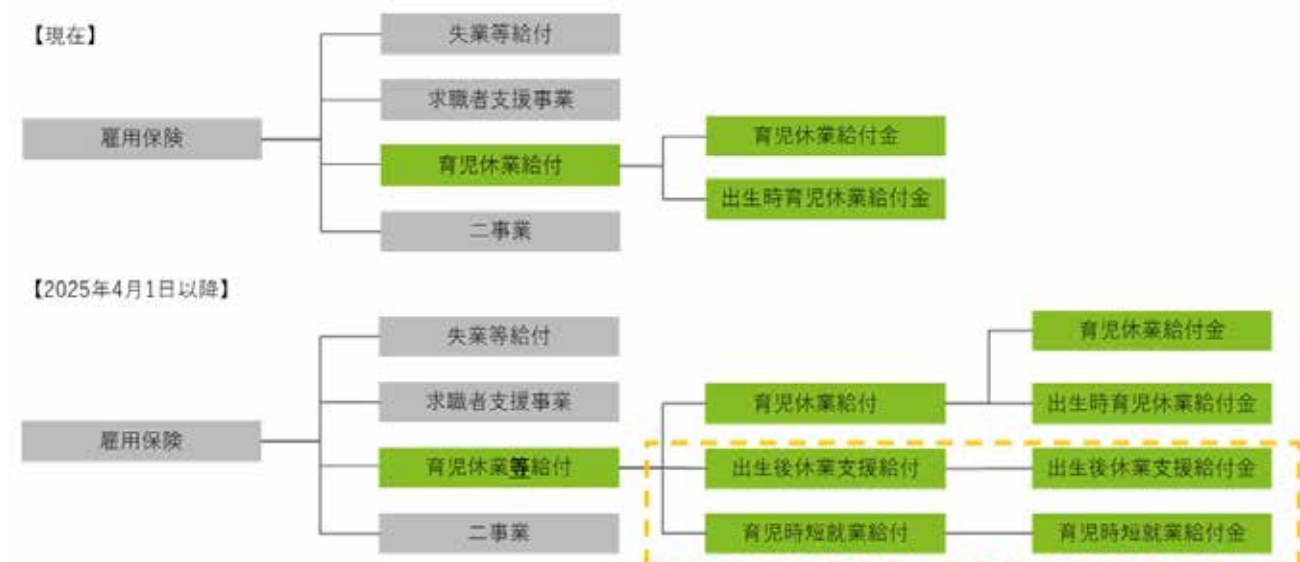 【現在】
失業等給付
求職者支援事業
雇用保険
育児休業給付金
育児休業給付
出生時育児休業給付金
二事業
【2025年4月1日以降】
育児休業給付金
失業等給付
求職者支援事業
育児休業給付
出生時育児休業給付金
雇用保険
育児休業等給付
出生後休業支援給付
出生後休業支援給付金
二事業
育児時短就業給付
育児時短就業給付金